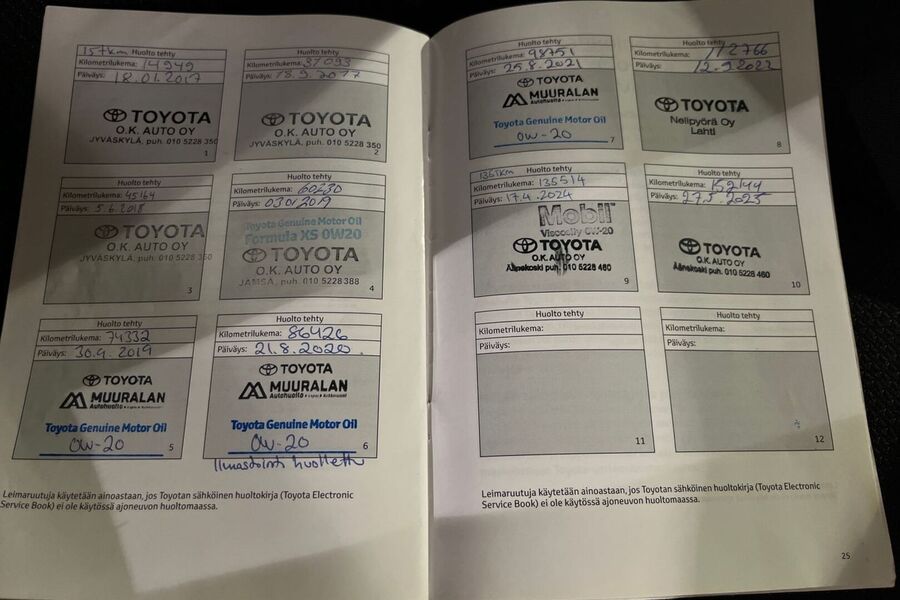 15tkm Huolto tehty
Kilometrilukema: 14949
Päiväys: 18.01.2017
TOYOTA
O.K. AUTO OY
JYVÄSKYLÄ, puh. 010 5228 350
1
Huolto tehty
Kilometrilukema: 31093
Päiväys: 18.9.2017
TOYOTA
O.K. AUTO OY
JYVÄSKYLÄ, puh. 010 5228 350
2
Huolto tehty
Kilometrilukema: 45164
Päiväys: 5.6.2018
TOYOTA
O.K. AUTO OY
JYVÄSKYLÄ, puh. 010 5228 350
3
Huolto tehty
Kilometrilukema: 60230
Päiväys: 03012019
Toyota Genuine Motor Oil
Formula XS 0W20
TOYOTA
O.K. AUTO OY
JÄMSÄ, puh. 010 5228 388
4
Huolto tehty
Kilometrilukema: 74332
Päiväys: 30.9.2019
TOYOTA
MUURALAN
Autohuolto
Toyota Genuine Motor Oil
0W-20
5
Huolto tehty
Kilometrilukema: 86426
Päiväys: 21.8.2020.
TOYOTA
MUURALAN
Autohuolto
Toyota Genuine Motor Oil
0W-20
6
Ilmastointi huollettu
Leimaruutuja käytetään ainoastaan, jos Toyotan sähköinen huoltokirja (Toyota Electronic
Service Book) ei ole käytössä ajoneuvon huoltomaassa.
Huolto tehty
Kilometrilukema: 98751
Päiväys: 25.8.2021
TOYOTA
MUURALAN
Autohuolto
Toyota Genuine Motor Oil
0W-20
7
Huolto tehty
Kilometrilukema: 112766
Päiväys: 12.9.2022
TOYOTA
Nelipyörä Oy
Lahti
8
Huolto tehty
Kilometrilukema: 135514
Päiväys: 17.4.2024
Mobil
Viscosity 0W-20
TOYOTA
O.K. AUTO OY
Äänekoski puh. 010 5228 460
9
Huolto tehty
Kilometrilukema: 152144
Päiväys: 27.5.2025
TOYOTA
O.K. AUTO OY
Äänekoski puh. 010 5228 460
10
Huolto tehty
Kilometrilukema:
Päiväys:
11
Huolto tehty
Kilometrilukema:
Päiväys:
12
Leimaruutuja käytetään ainoastaan, jos Toyotan sähköinen huoltokirja (Toyota Electronic
Service Book) ei ole käytössä ajoneuvon huoltomaassa.
25